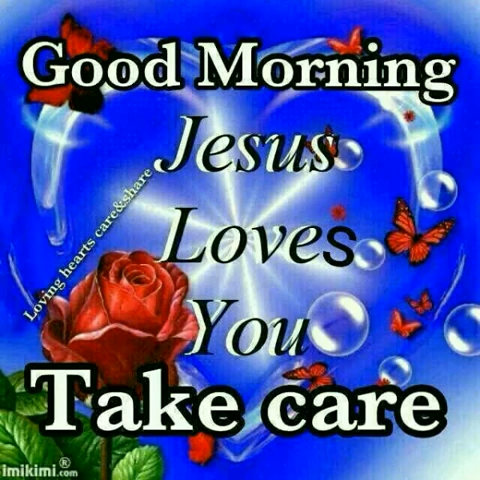 Good Morning
Jesus
Loves
You
Loving hearts care&share
Take care
imikimi.com®